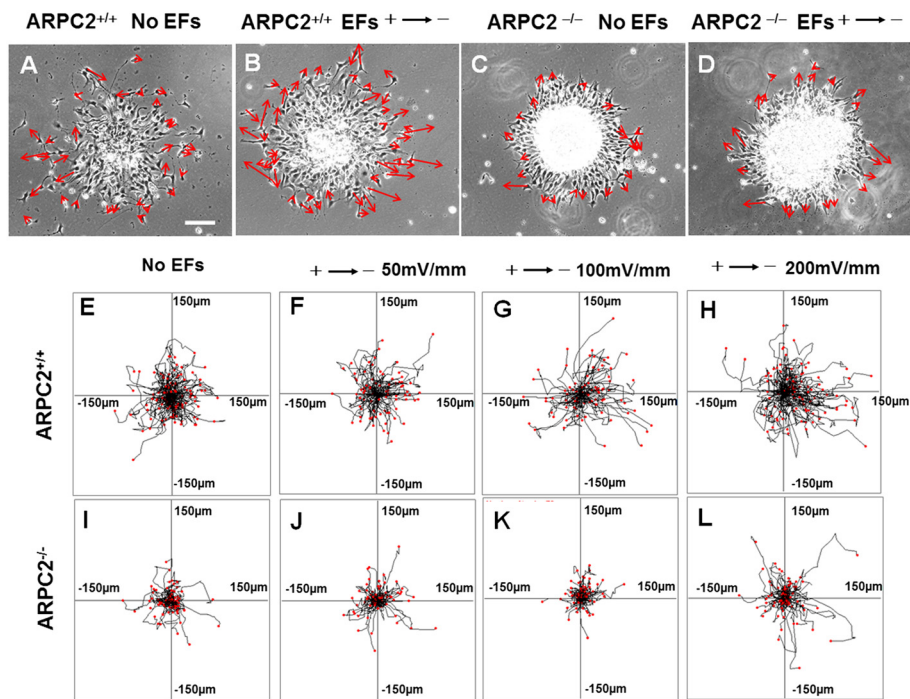 ARPC2+/+ No EFs
ARPC2+/+ EFs + → −
ARPC2 −/− No EFs
ARPC2 −/− EFs + → −
A
B
C
D
No EFs
+ → − 50mV/mm
+ → − 100mV/mm
+ → − 200mV/mm
ARPC2+/+
E
150µm
-150µm
150µm
-150µm
F
150µm
-150µm
150µm
-150µm
G
150µm
-150µm
150µm
-150µm
H
150µm
-150µm
150µm
-150µm
ARPC2-/-
I
150µm
-150µm
150µm
-150µm
J
150µm
-150µm
150µm
-150µm
K
150µm
-150µm
150µm
-150µm
L
150µm
-150µm
150µm
-150µm